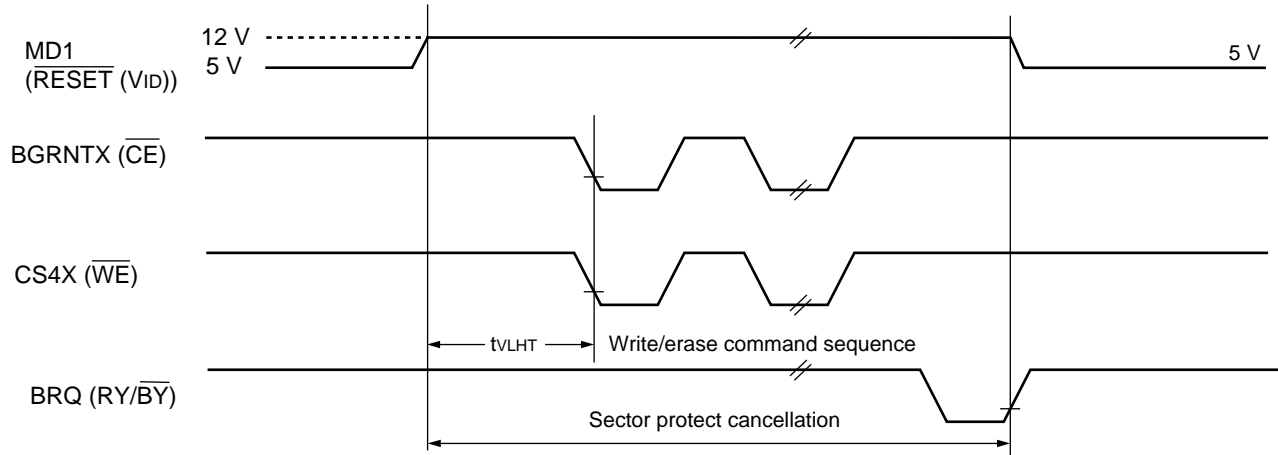 12 V
MD1
(RESET (VID))
5 V
5 V
BGRNTX (CE)
CS4X (WE)
tVLHT
Write/erase command sequence
BRQ (RY/BY)
Sector protect cancellation